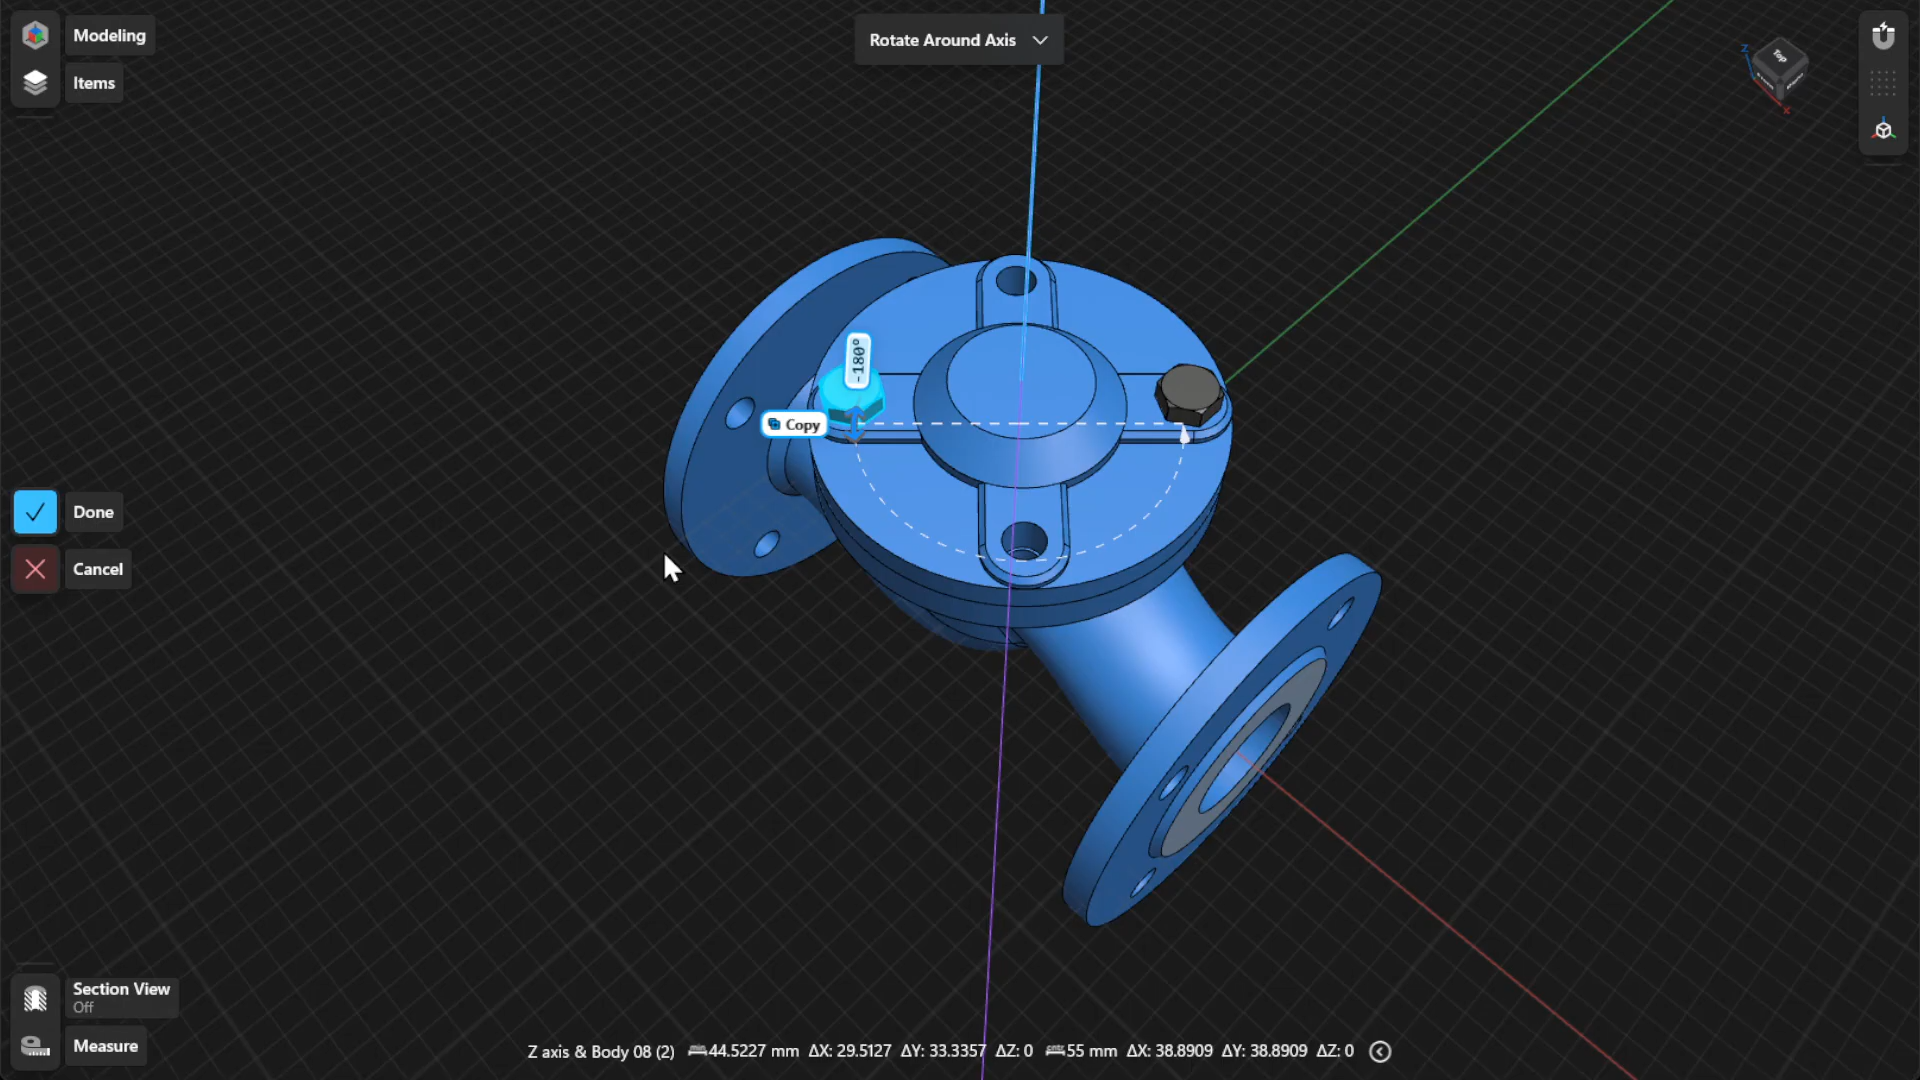 Modeling
Items
Rotate Around Axis
Z
Top
X
-180°
Copy
Done
Cancel
Section View
Off
Measure
Z axis & Body 08 (2) 44.5227 mm ΔX: 29.5127 ΔY: 33.3357 ΔZ: 0 55 mm ΔX: 38.8909 ΔY: 38.8909 ΔZ: 0